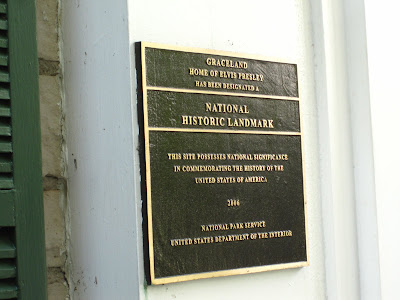 GRACELAND
HOME OF ELVIS PRESLEY
HAS BEEN DESIGNATED A
NATIONAL
HISTORIC LANDMARK
THIS SITE POSSESSES NATIONAL SIGNIFICANCE
IN COMMEMORATING THE HISTORY OF THE
UNITED STATES OF AMERICA
2006
NATIONAL PARK SERVICE
UNITED STATES DEPARTMENT OF THE INTERIOR